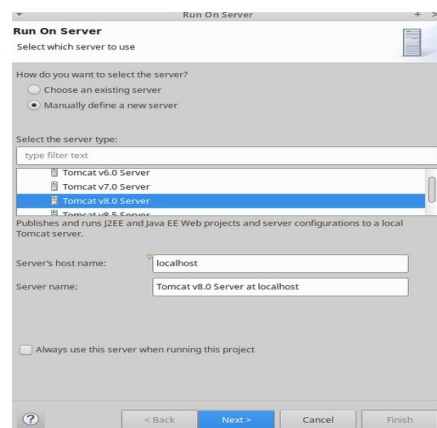 Run On Server
Run On Server
Select which server to use
How do you want to select the server?
Choose an existing server
Manually define a new server
Select the server type:
type filter text
Tomcat v6.0 Server
Tomcat v7.0 Server
Tomcat v8.0 Server
Tomcat v8.5 Server
Publishes and runs J2EE and Java EE Web projects and server configurations to a local
Tomcat server.
Server's host name: localhost
Server name: Tomcat v8.0 Server at localhost
Always use this server when running this project
? < Back Next > Cancel Finish